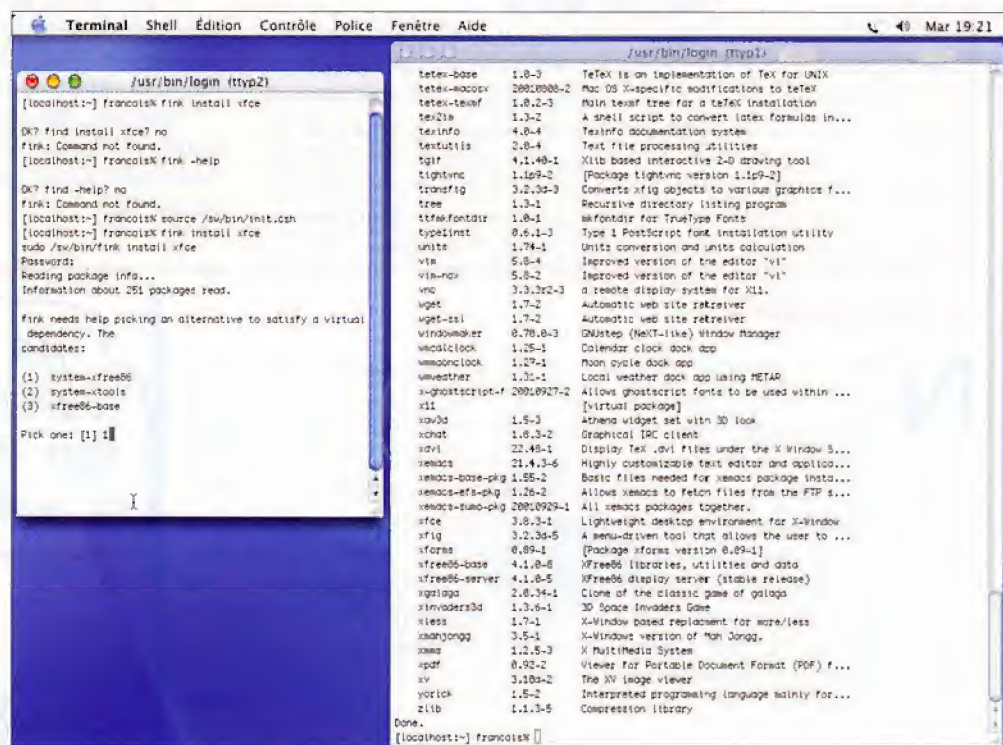 Terminal Shell Édition Contrôle Police Fenêtre Aide Mar 19:21
/usr/bin/login (ttyp2)
[localhost:~] francois% fink install xfce
OK? find install xfce? no
fink: Command not found.
[localhost:~] francois% fink -help
OK? find -help? no
fink: Command not found.
[localhost:~] francois% source /sw/bin/init.csh
[localhost:~] francois% fink install xfce
sudo /sw/bin/fink install xfce
Password:
Reading package info...
Information about 251 packages read.
fink needs help picking an alternative to satisfy a virtual
dependency. The
candidates:
(1) system-xfree86
(2) system-xtools
(3) xfree86-base
Pick one: [1] 1
/usr/bin/login (ttyp1)
tetex-base 1.0-3 TeTeX is an implementation of TeX for UNIX
tetex-macosx 20010808-2 Mac OS X-specific modifications to teTeX
tetex-texmf 1.0.2-3 Main texmf tree for a teTeX installation
tex2im 1.3-2 A shell script to convert latex formulas in...
texinfo 4.0-4 Texinfo documentation system
textutils 2.0-4 Text file processing utilities
tgif 4.1.40-1 Xlib based interactive 2-D drawing tool
tightvnc 1.1p9-2 [Package tightvnc version 1.1p9-2]
transfig 3.2.3d-3 Converts xfig objects to various graphics f...
tree 1.3-1 Recursive directory listing program
ttfmkfontdir 1.0-1 mkfontdir for TrueType Fonts
type1inst 0.6.1-3 Type 1 PostScript font installation utility
units 1.74-1 Units conversion and units calculation
vim 5.8-4 Improved version of the editor "vi"
vim-nox 5.8-2 Improved version of the editor "vi"
vnc 3.3.3r2-3 a remote display system for X11.
wget 1.7-2 Automatic web site retreiver
wget-ssl 1.7-2 Automatic web site retreiver
windowmaker 0.70.0-3 GNUstep (NeXT-like) Window Manager
wmcalclock 1.25-1 Calendar clock dock app
wmmoonclock 1.27-1 Moon cycle dock app
wmweather 1.31-1 Local weather dock app using METAR
x-ghostscript-f 20010927-2 Allows ghostscript fonts to be used within ...
x11 [virtual package]
xaw3d 1.5-3 Athena widget set with 3D look
xchat 1.8.3-2 Graphical IRC client
xdvi 22.40-1 Display TeX .dvi files under the X Window S...
xemacs 21.4.3-6 Highly customizable text editor and applica...
xemacs-base-pkg 1.55-2 Basic files needed for xemacs package insta...
xemacs-efs-pkg 1.26-2 Allows xemacs to fetch files from the FTP s...
xemacs-sumo-pkg 20010929-1 All xemacs packages together.
xfce 3.8.3-1 Lightweight desktop environment for X-Window
xfig 3.2.3d-5 A menu-driven tool that allows the user to ...
xforms 0.89-1 [Package xforms version 0.89-1]
xfree86-base 4.1.0-8 XFree86 libraries, utilities and data
xfree86-server 4.1.0-5 XFree86 display server (stable release)
xgalaga 2.0.34-1 Clone of the classic game of galaga
xinvaders3d 1.3.6-1 3D Space Invaders Game
xless 1.7-1 X-Window based replacment for more/less
xmahjongg 3.5-1 X-Windows version of Mah Jongg.
xmms 1.2.5-3 X MultiMedia System
xpdf 0.92-2 Viewer for Portable Document Format (PDF) f...
xv 3.10a-2 The XV image viewer
yorick 1.5-2 Interpreted programming language mainly for...
zlib 1.1.3-5 Compression library
Done.
[localhost:~] francois%